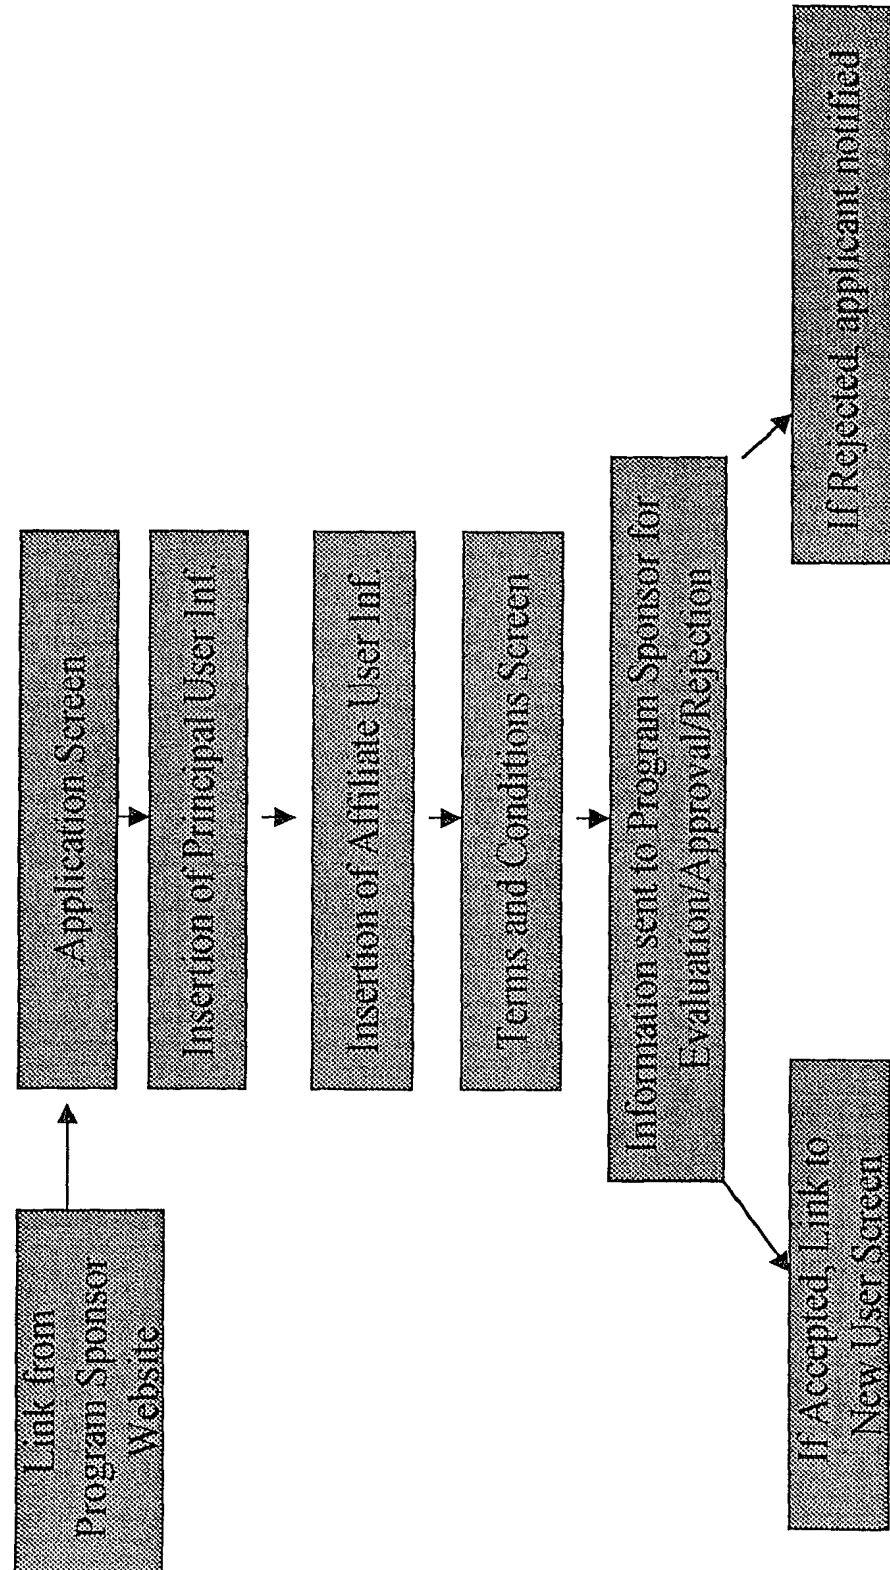 Link from
Program Sponsor
Website
Application Screen
Insertion of Principal User Inf.
Insertion of Affiliate User Inf.
Terms and Conditions Screen
Information sent to Program Sponsor for
Evaluation/Approval/Rejection
If Accepted, Link to
New User Screen
If Rejected, applicant notified